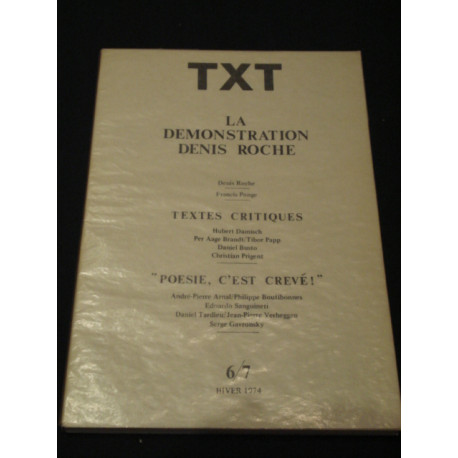 TXT
LA
DEMONSTRATION
DENIS ROCHE
Denis Roche
Francis Ponge
TEXTES CRITIQUES
Hubert Damisch
Per Aage Brandt/Tibor Papp
Daniel Busto
Christian Prigent
"POESIE, C'EST CREVÉ!"
André-Pierre Arnal/Philippe Boutibonnes
Edoardo Sanguineti
Daniel Tardieu/Jean-Pierre Verheggen
Serge Gavronsky
6/7
HIVER 1974